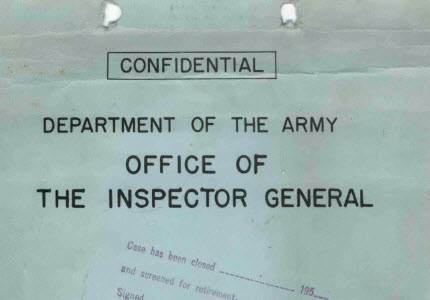 CONFIDENTIAL
DEPARTMENT OF THE ARMY
OFFICE OF
THE INSPECTOR GENERAL
Case has been closed ---------------- 195---
and screened for retirement.
Signed